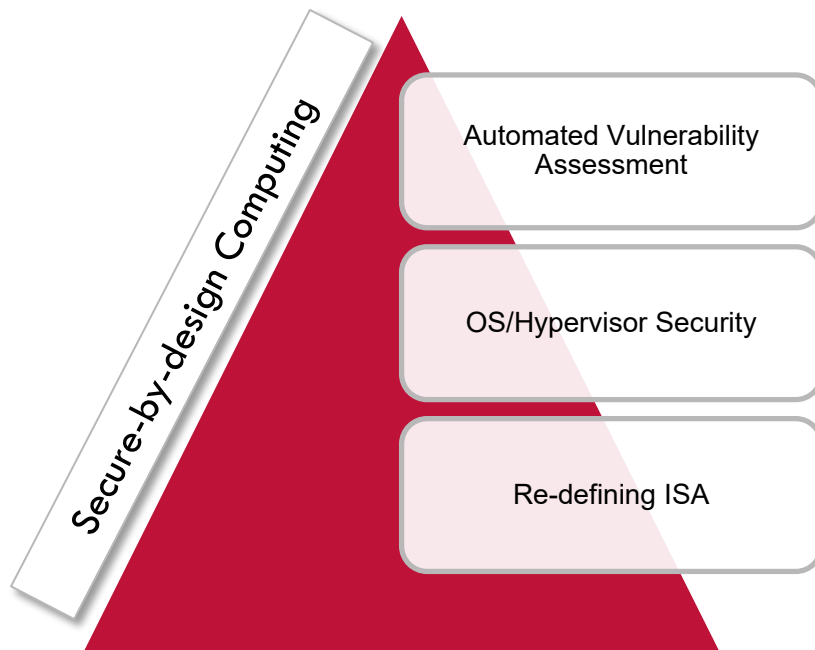 Secure-by-design Computing
Automated Vulnerability
Assessment
OS/Hypervisor Security
Re-defining ISA